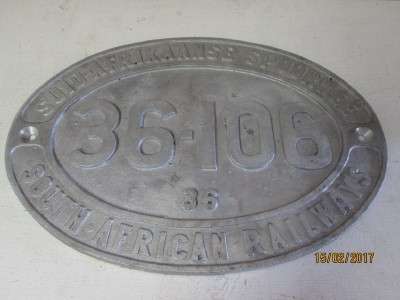 SUID-AFRIKAANSE SPOORWEË
36-106
36
SOUTH AFRICAN RAILWAYS
15/02/2017